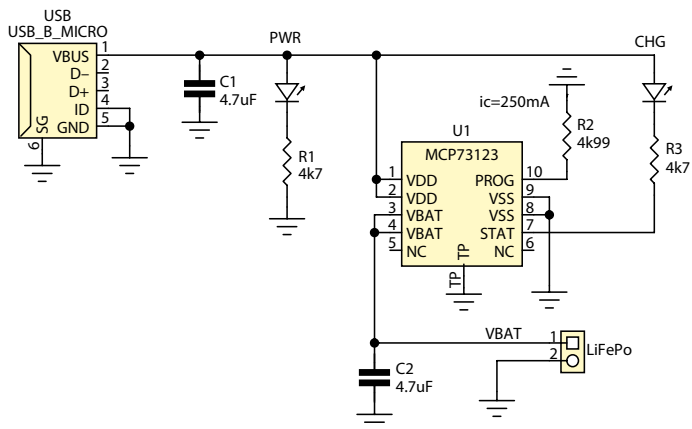 USB
USB_B_MICRO
VBUS 1
D– 2
D+ 3
ID 4
GND 5
SG
6
C1
4.7uF
PWR
R1
4k7
CHG
ic=250mA
R2
4k99
R3
4k7
U1
MCP73123
1 VDD PROG 10
2 VDD VSS 9
3 VBAT VSS 8
4 VBAT STAT 7
5 NC NC 6
TP
TP
VBAT
1
2
LiFePo
C2
4.7uF